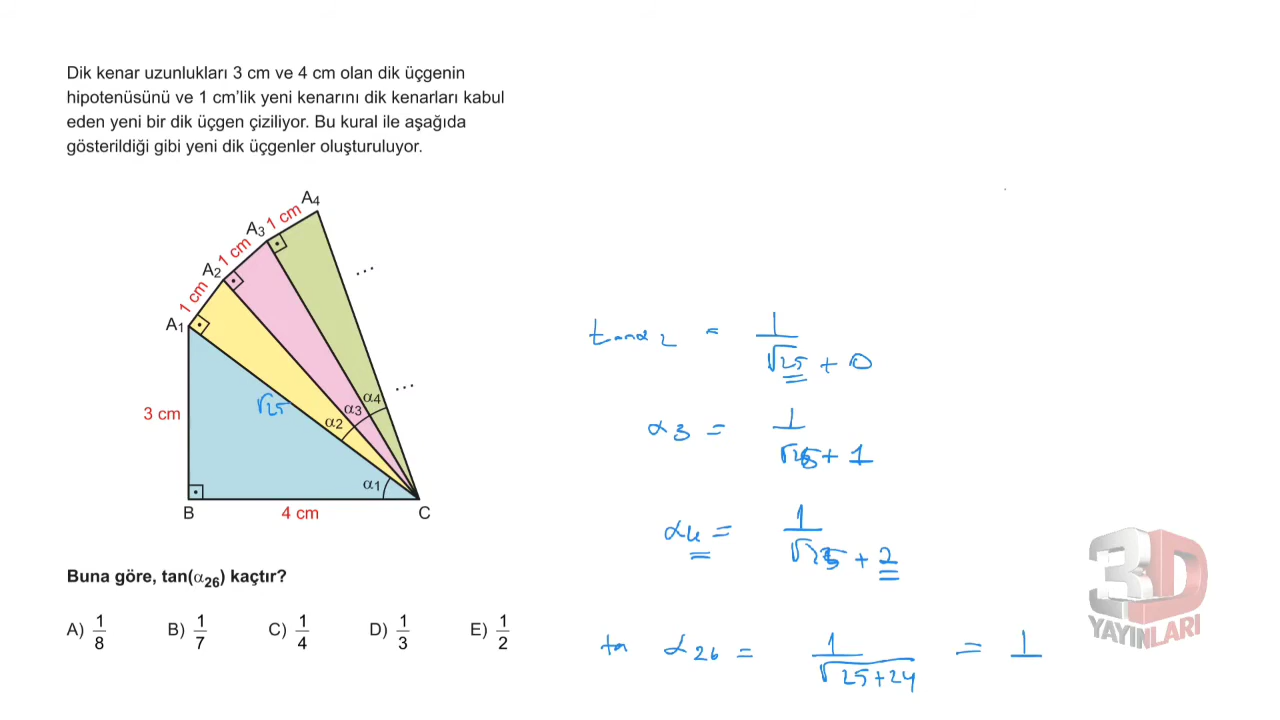 Dik kenar uzunlukları 3 cm ve 4 cm olan dik üçgenin
hipotenüsünü ve 1 cm'lik yeni kenarını dik kenarları kabul
eden yeni bir dik üçgen çiziliyor. Bu kural ile aşağıda
gösterildiği gibi yeni dik üçgenler oluşturuluyor.
A4
1 cm
A3
1 cm
A2
1 cm
A1
...
...
3 cm
√25
α4
α3
α2
α1
B
4 cm
C
Buna göre, tan(α26) kaçtır?
A) 1/8 B) 1/7 C) 1/4 D) 1/3 E) 1/2
tanα2 = 1/√25 + 0
α3 = 1/√25 + 1
α4 = 1/√25 + 2
ta α26 = 1/√25+24 = 1
3D
YAYINLARI